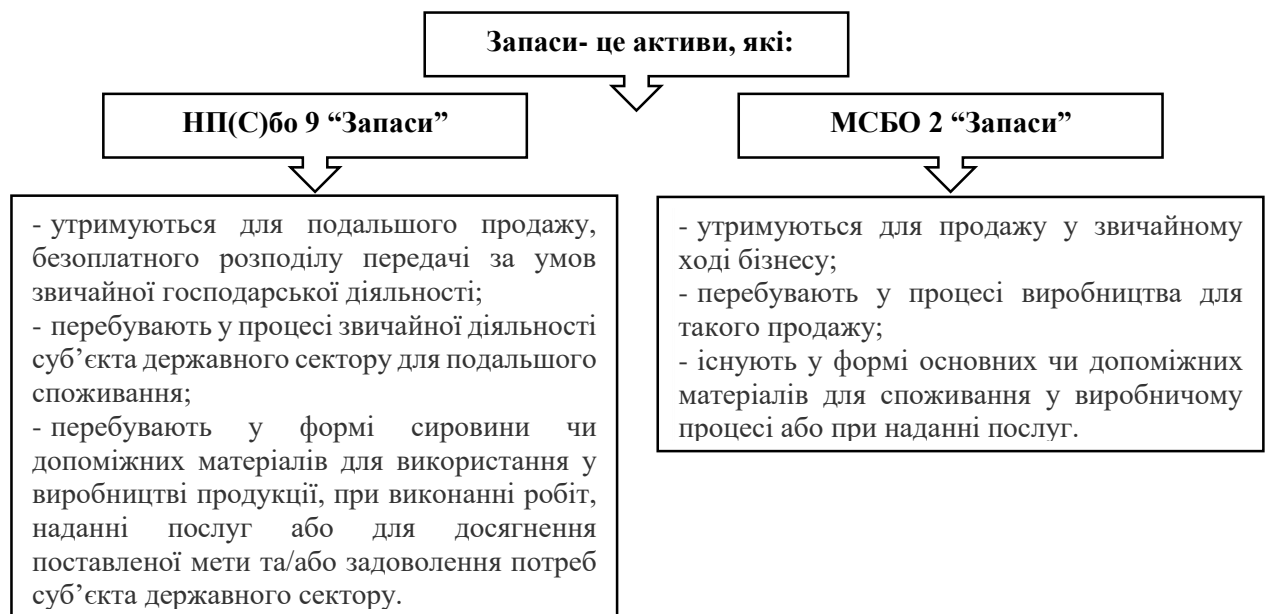 Запаси- це активи, які:
НП(С)бо 9 “Запаси”
МСБО 2 “Запаси”
- утримуються для подальшого продажу,
безоплатного розподілу передачі за умов
звичайної господарської діяльності;
- перебувають у процесі звичайної діяльності
суб’єкта державного сектору для подальшого
споживання;
- перебувають у формі сировини чи
допоміжних матеріалів для використання у
виробництві продукції, при виконанні робіт,
наданні послуг або для досягнення
поставленої мети та/або задоволення потреб
суб’єкта державного сектору.
- утримуються для продажу у звичайному
ході бізнесу;
- перебувають у процесі виробництва для
такого продажу;
- існують у формі основних чи допоміжних
матеріалів для споживання у виробничому
процесі або при наданні послуг.